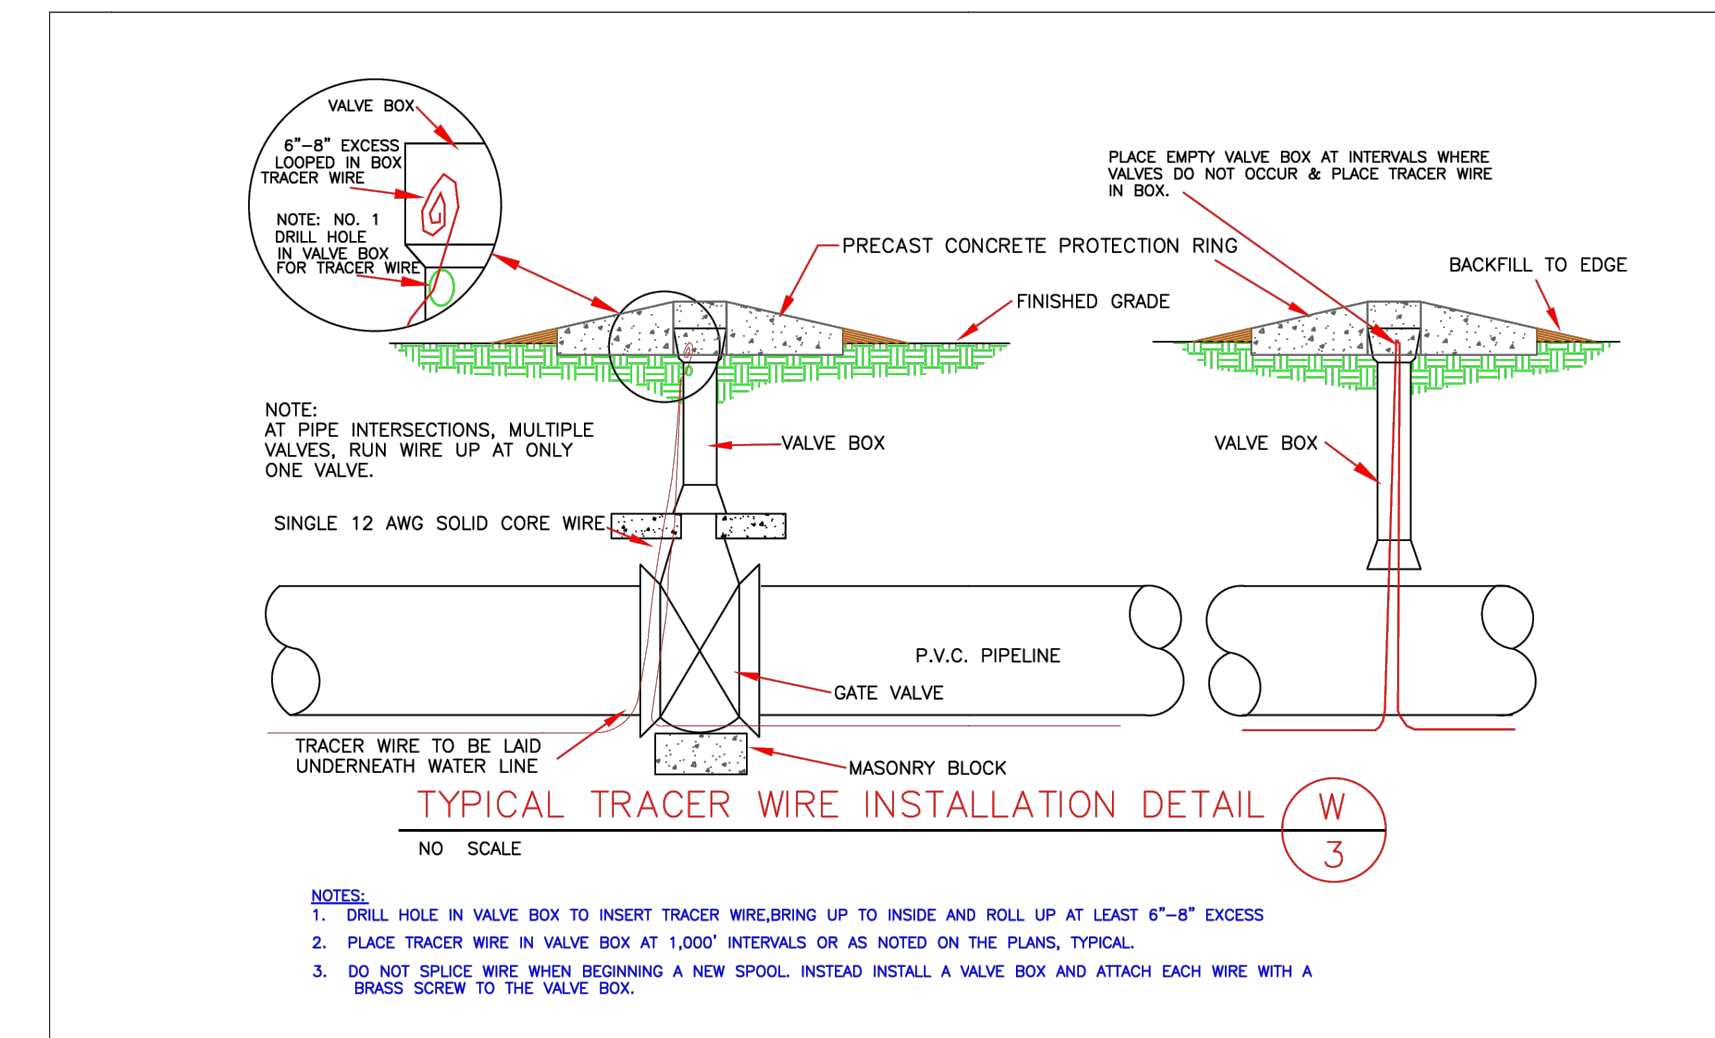 VALVE BOX
6"-8" EXCESS
LOOPED IN BOX
TRACER WIRE
NOTE: NO. 1
DRILL HOLE
IN VALVE BOX
FOR TRACER WIRE
PLACE EMPTY VALVE BOX AT INTERVALS WHERE
VALVES DO NOT OCCUR & PLACE TRACER WIRE
IN BOX.
PRECAST CONCRETE PROTECTION RING
BACKFILL TO EDGE
FINISHED GRADE
NOTE:
AT PIPE INTERSECTIONS, MULTIPLE
VALVES, RUN WIRE UP AT ONLY
ONE VALVE.
VALVE BOX
VALVE BOX
SINGLE 12 AWG SOLID CORE WIRE
P.V.C. PIPELINE
GATE VALVE
TRACER WIRE TO BE LAID
UNDERNEATH WATER LINE
MASONRY BLOCK
TYPICAL TRACER WIRE INSTALLATION DETAIL
W
3
NO SCALE
NOTES:
1. DRILL HOLE IN VALVE BOX TO INSERT TRACER WIRE,BRING UP TO INSIDE AND ROLL UP AT LEAST 6"-8" EXCESS
2. PLACE TRACER WIRE IN VALVE BOX AT 1,000' INTERVALS OR AS NOTED ON THE PLANS, TYPICAL.
3. DO NOT SPLICE WIRE WHEN BEGINNING A NEW SPOOL. INSTEAD INSTALL A VALVE BOX AND ATTACH EACH WIRE WITH A
BRASS SCREW TO THE VALVE BOX.